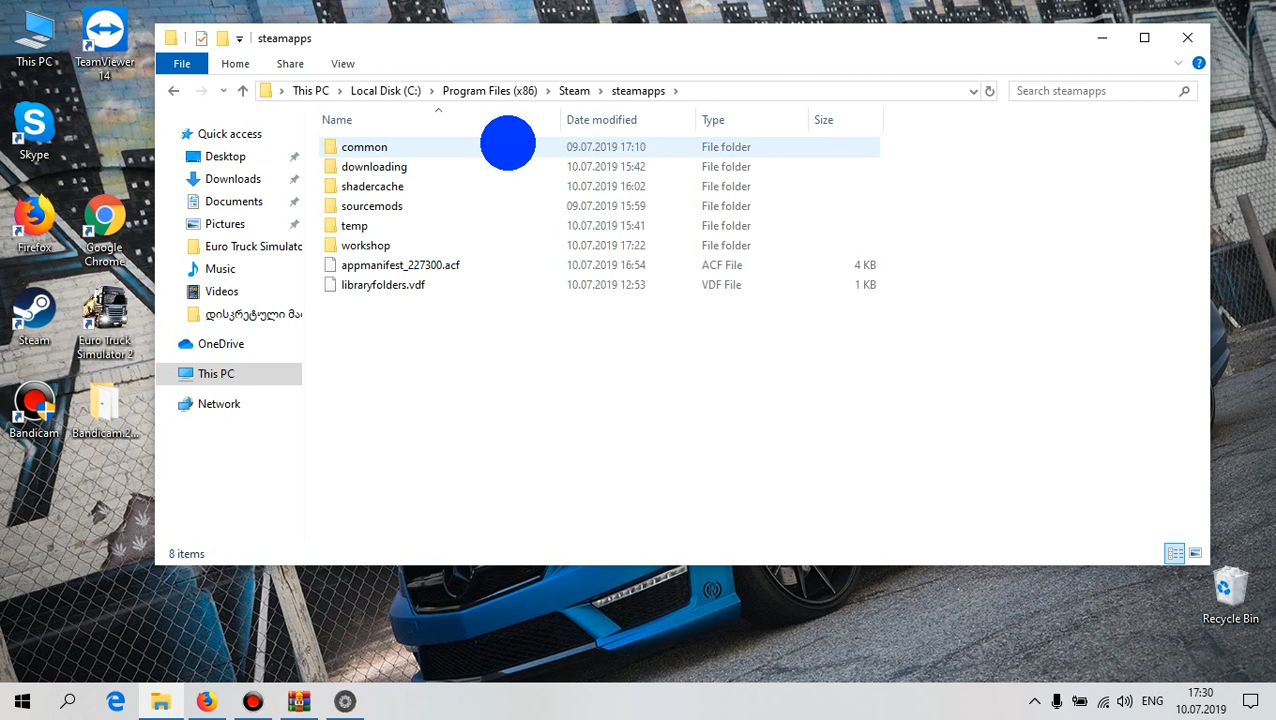 This PC
TeamViewer
14
Skype
Firefox
Google
Chrome
Steam
Euro Truck
Simulator 2
Bandicam
Bandicam.2...
steamapps
File
Home
Share
View
This PC
Local Disk (C:)
Program Files (x86)
Steam
steamapps
Search steamapps
Quick access
Desktop
Downloads
Documents
Pictures
Euro Truck Simulato
Music
Videos
დისკრეტული მა
OneDrive
This PC
Network
Name Date modified Type Size
common 09.07.2019 17:10 File folder
downloading 10.07.2019 15:42 File folder
shadercache 10.07.2019 16:02 File folder
sourcemods 09.07.2019 15:59 File folder
temp 10.07.2019 15:41 File folder
workshop 10.07.2019 17:22 File folder
appmanifest_227300.acf 10.07.2019 16:54 ACF File 4 KB
libraryfolders.vdf 10.07.2019 12:53 VDF File 1 KB
8 items
Recycle Bin
ENG
17:30
10.07.2019